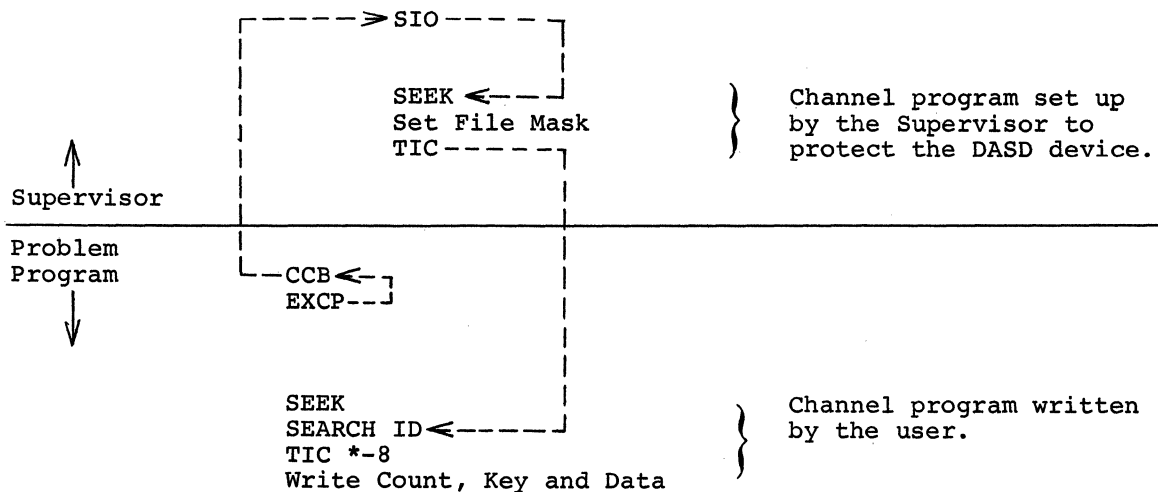 SIO
SEEK
Set File Mask
TIC
Channel program set up
by the Supervisor to
protect the DASD device.
Supervisor
Problem
Program
CCB
EXCP
SEEK
SEARCH ID
TIC *-8
Write Count, Key and Data
Channel program written
by the user.